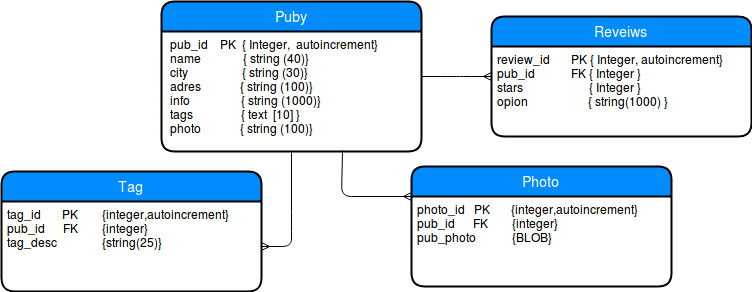 Puby
pub_id PK { Integer, autoincrement}
name { string (40)}
city { string (30)}
adres { string (100)}
info { string (1000)}
tags { text [10] }
photo { string (100)}
Reveiws
review_id PK { Integer, autoincrement}
pub_id FK { Integer }
stars { Integer }
opion { string(1000) }
Tag
tag_id PK {integer,autoincrement}
pub_id FK {integer}
tag_desc {string(25)}
Photo
photo_id PK {integer,autoincrement}
pub_id FK {integer}
pub_photo {BLOB}